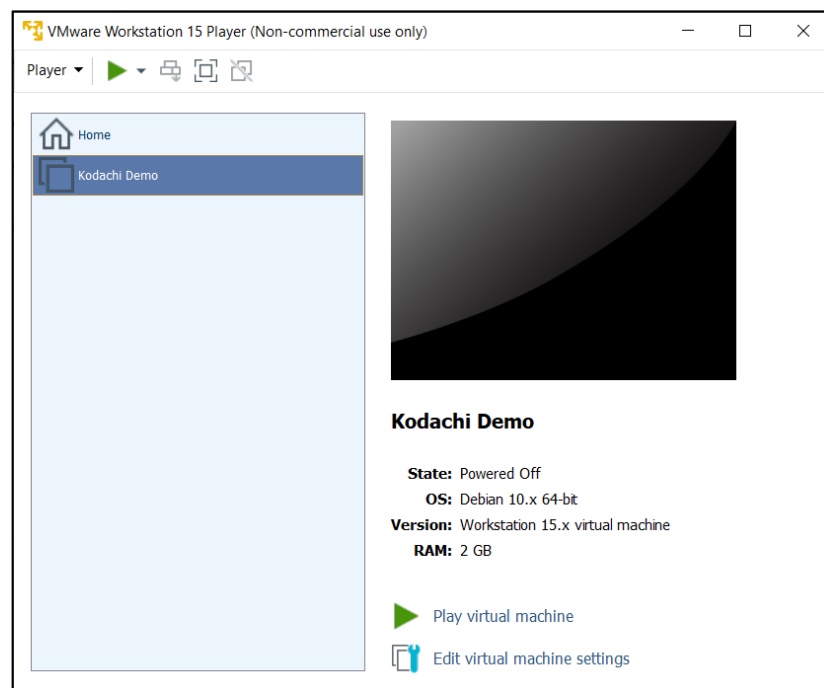 VMware Workstation 15 Player (Non-commercial use only)
Player
Home
Kodachi Demo
Kodachi Demo
State: Powered Off
OS: Debian 10.x 64-bit
Version: Workstation 15.x virtual machine
RAM: 2 GB
Play virtual machine
Edit virtual machine settings